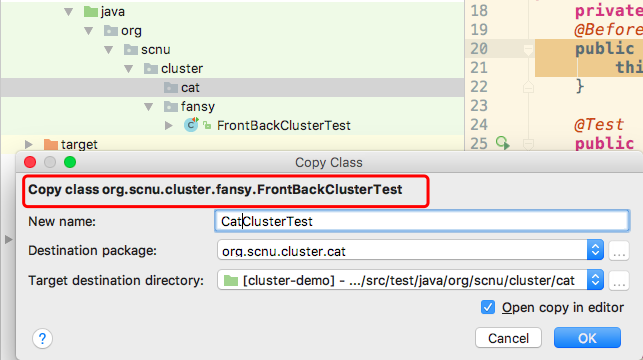 java
org
scnu
cluster
cat
fansy
FrontBackClusterTest
target
18 private
19 @Before
20 public
21 thi
22 }
23
24 @Test
25 public
Copy Class
Copy class org.scnu.cluster.fansy.FrontBackClusterTest
New name: CatClusterTest
Destination package: org.scnu.cluster.cat ...
Target destination directory: [cluster-demo] - .../src/test/java/org/scnu/cluster/cat ...
Open copy in editor
? Cancel OK